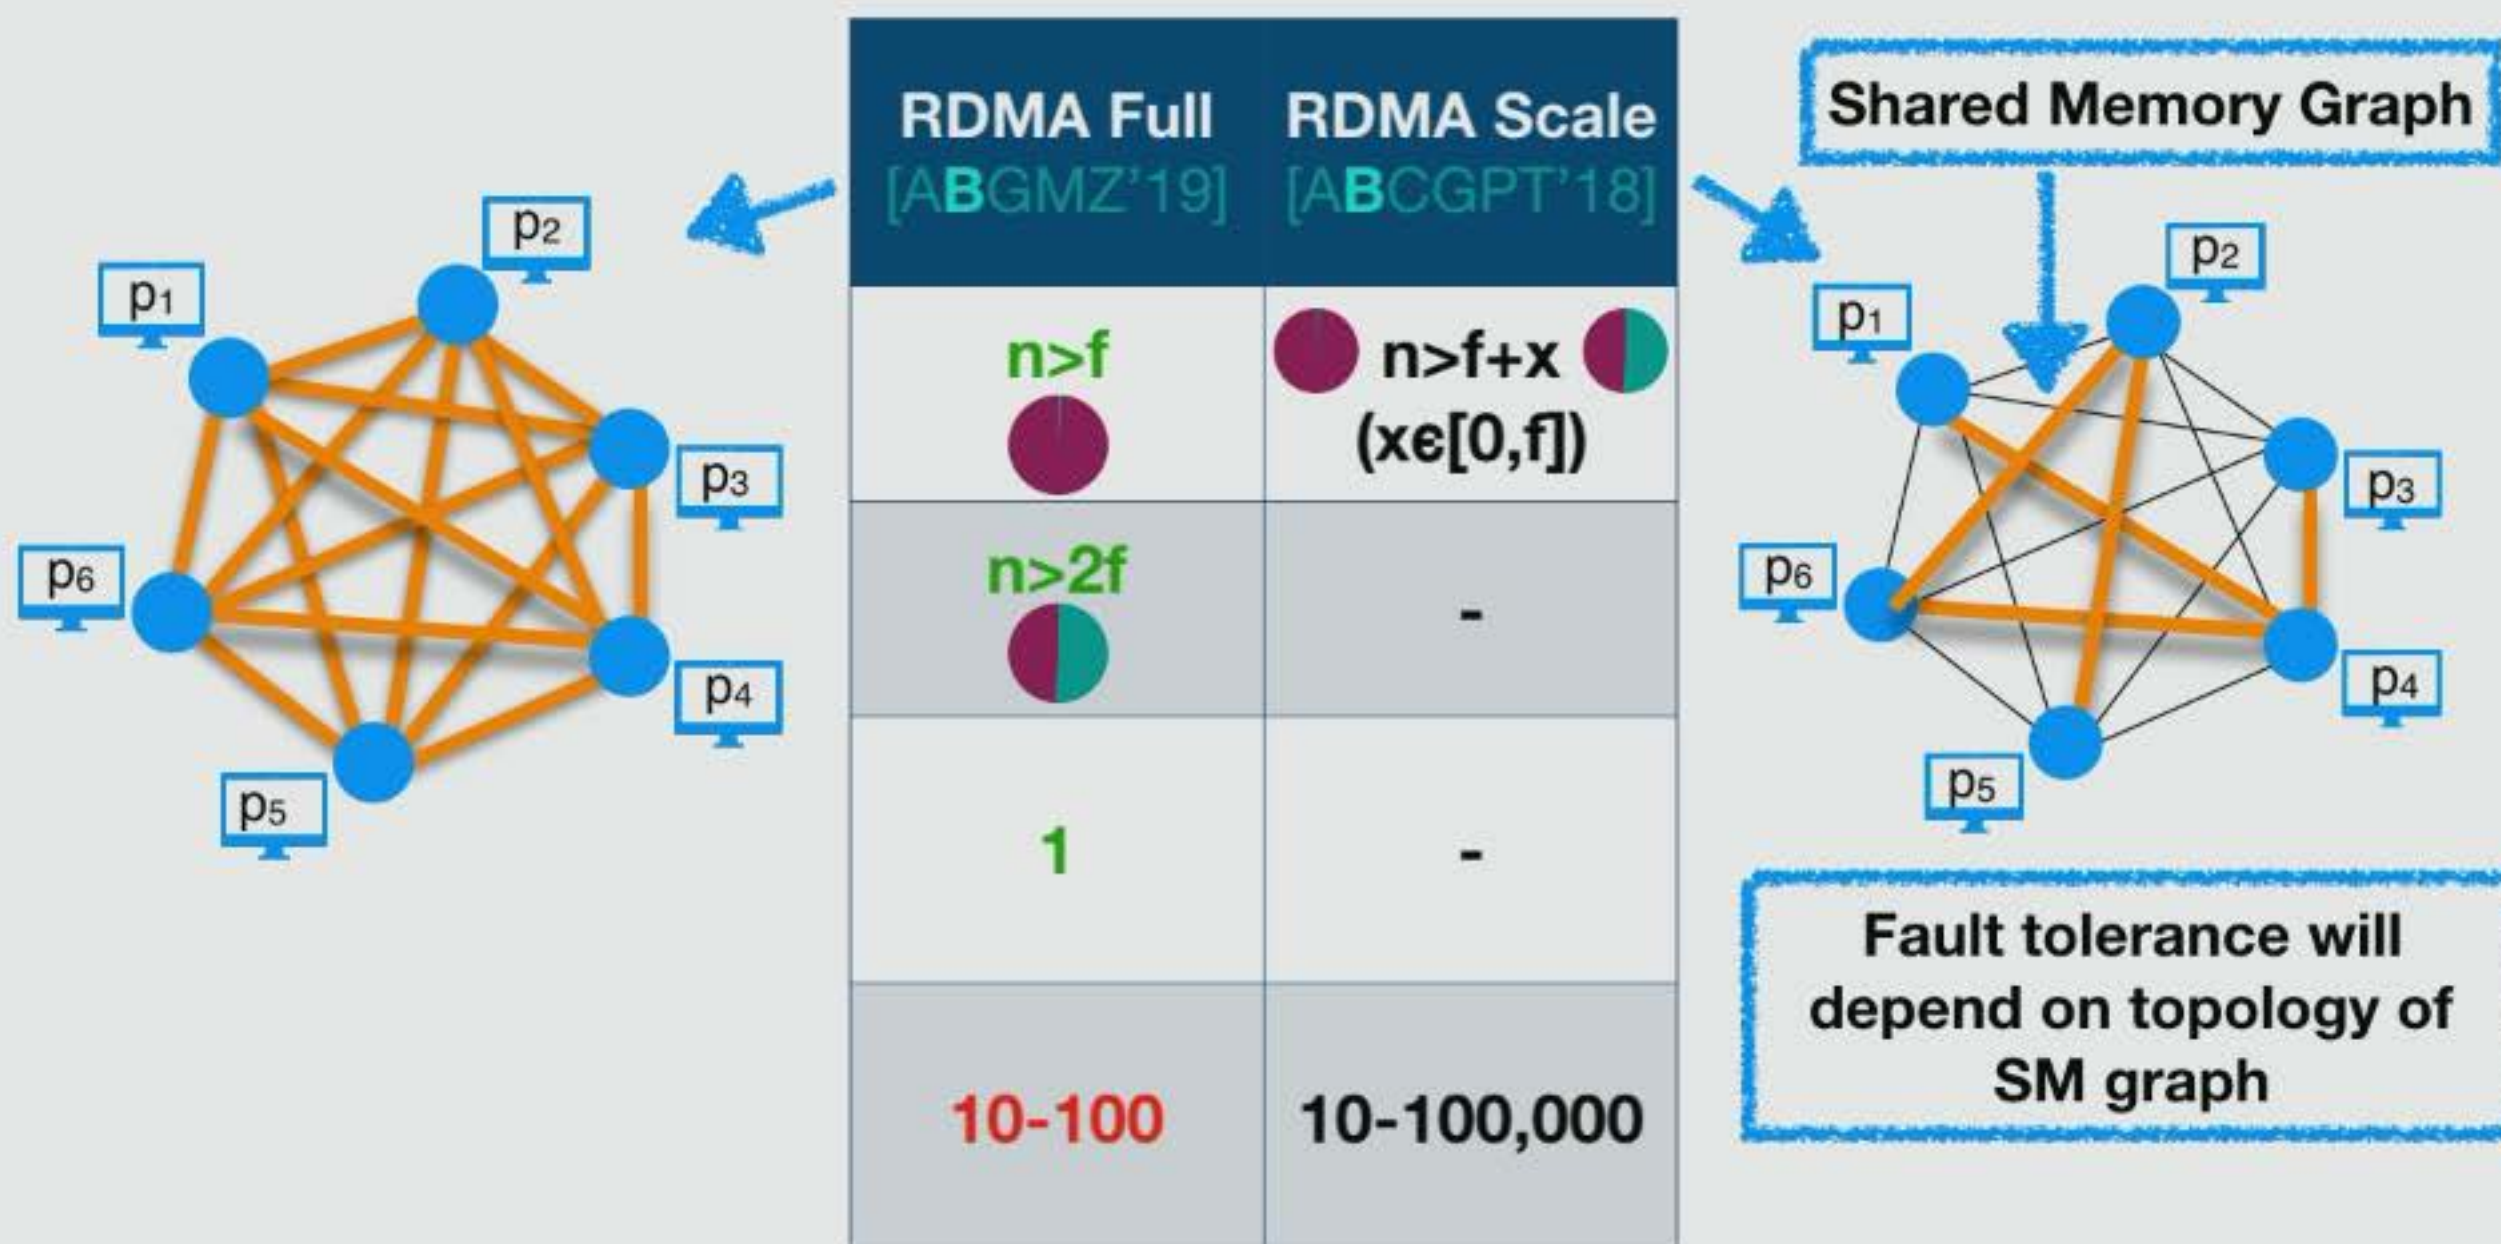 RDMA Full
[ABGMZ'19]
RDMA Scale
[ABCGPT'18]
n>f
n>f+x
(xϵ[0,f])
n>2f
-
1
-
10-100
10-100,000
p1
p2
p3
p4
p5
p6
Shared Memory Graph
p1
p2
p3
p4
p5
p6
Fault tolerance will
depend on topology of
SM graph